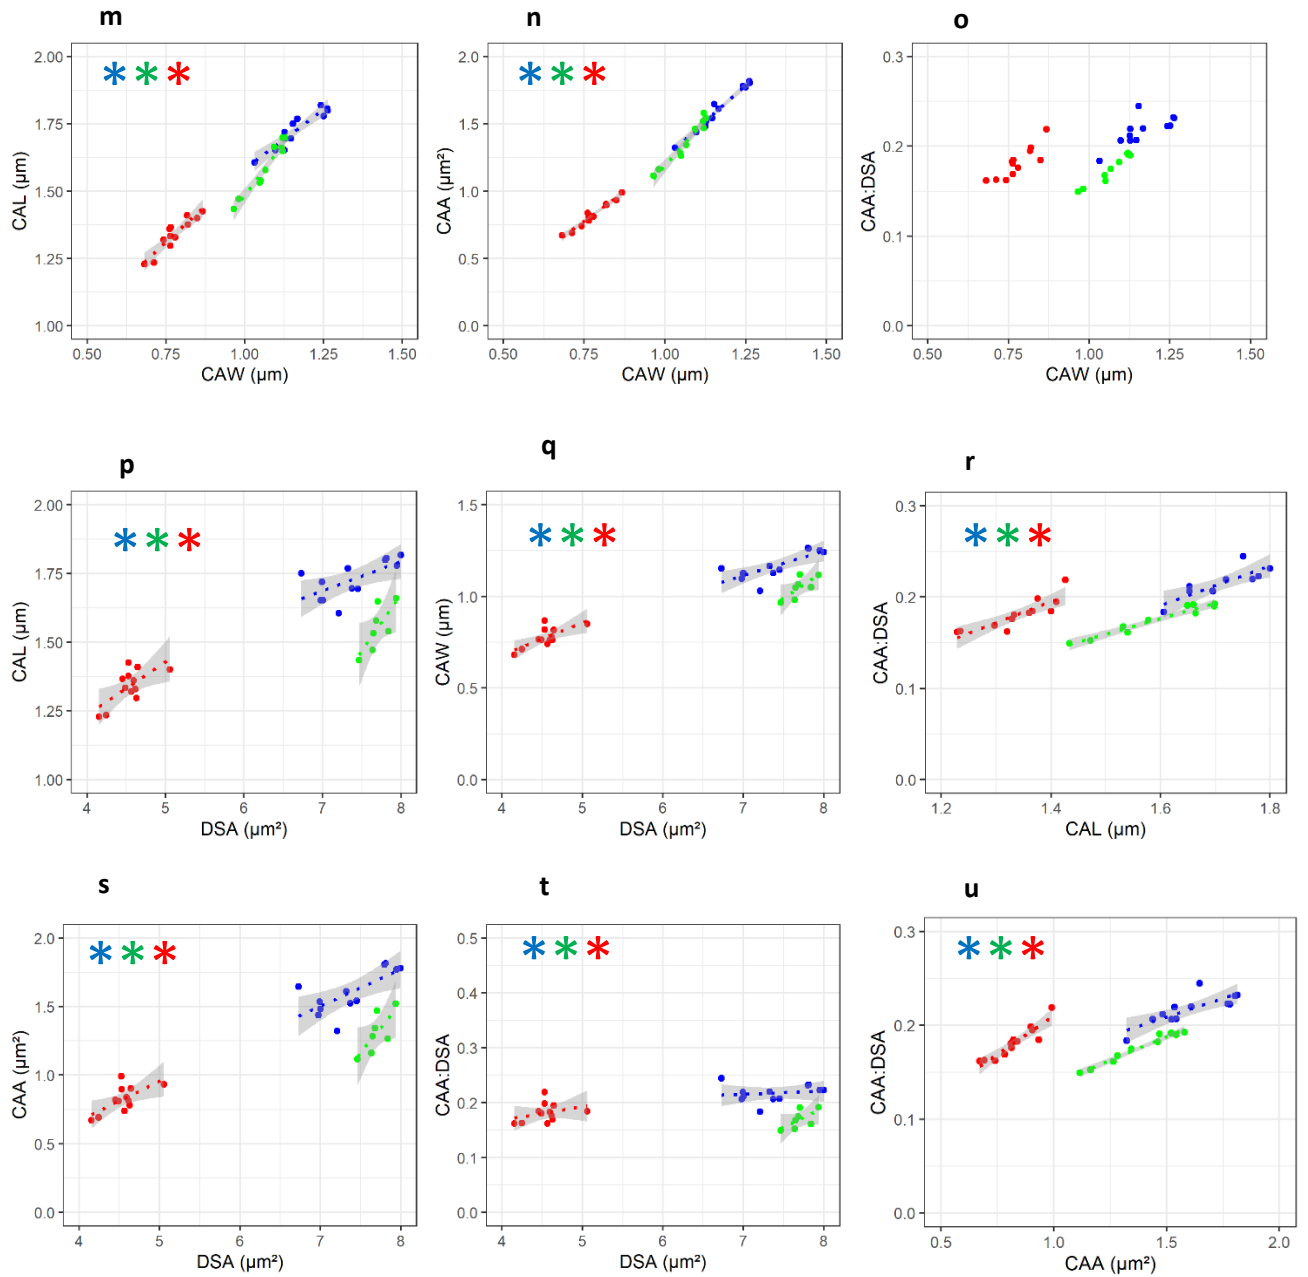 m
n
o
2.00
1.75
1.50
1.25
1.00
CAL (µm)
0.50 0.75 1.00 1.25 1.50
CAW (µm)
2.0
1.5
1.0
0.5
0.0
CAA (µm²)
0.50 0.75 1.00 1.25 1.50
CAW (µm)
0.3
0.2
0.1
0.0
CAA:DSA
0.50 0.75 1.00 1.25 1.50
CAW (µm)
p
q
r
2.00
1.75
1.50
1.25
1.00
CAL (µm)
4 5 6 7 8
DSA (µm²)
1.5
1.0
0.5
0.0
CAW (µm)
4 5 6 7 8
DSA (µm²)
0.3
0.2
0.1
0.0
CAA:DSA
1.2 1.4 1.6 1.8
CAL (µm)
s
t
u
2.0
1.5
1.0
0.5
0.0
CAA (µm²)
4 5 6 7 8
DSA (µm²)
0.5
0.4
0.3
0.2
0.1
0.0
CAA:DSA
4 5 6 7 8
DSA (µm²)
0.3
0.2
0.1
0.0
CAA:DSA
0.5 1.0 1.5 2.0
CAA (µm²)